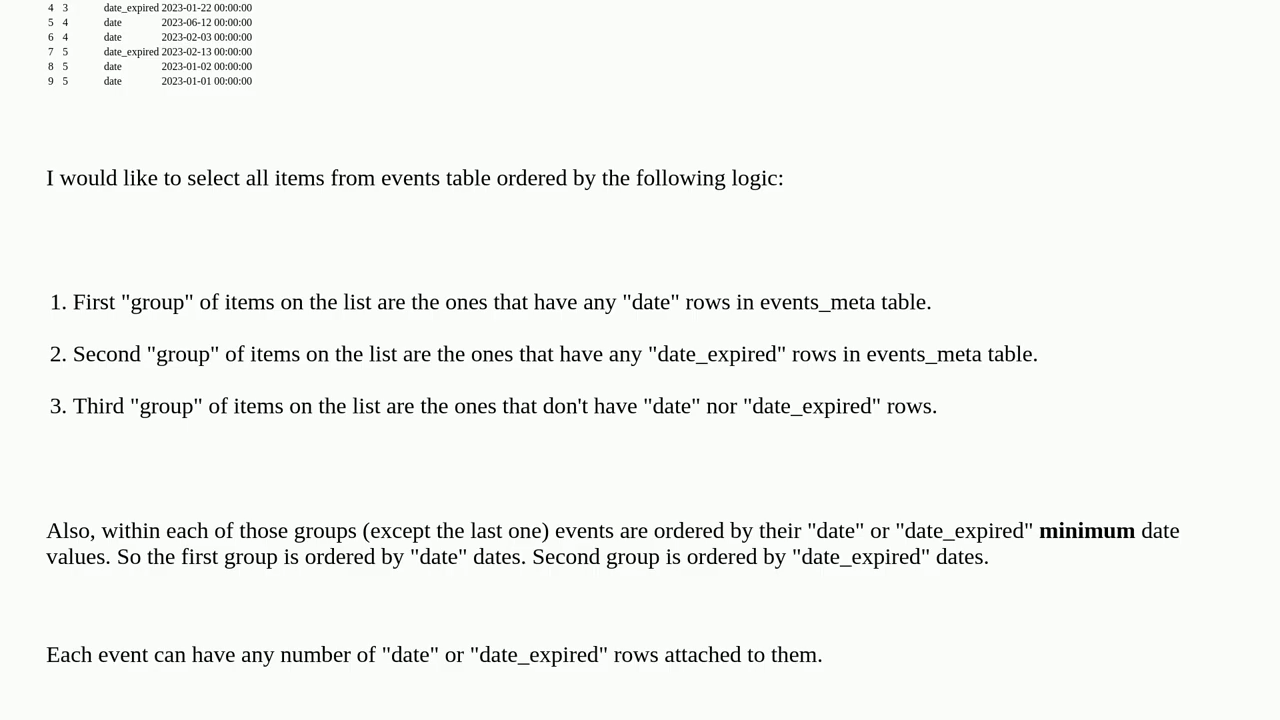 4 3 date_expired 2023-01-22 00:00:00
5 4 date 2023-06-12 00:00:00
6 4 date 2023-02-03 00:00:00
7 5 date_expired 2023-02-13 00:00:00
8 5 date 2023-01-02 00:00:00
9 5 date 2023-01-01 00:00:00
I would like to select all items from events table ordered by the following logic:
1. First "group" of items on the list are the ones that have any "date" rows in events_meta table.
2. Second "group" of items on the list are the ones that have any "date_expired" rows in events_meta table.
3. Third "group" of items on the list are the ones that don't have "date" nor "date_expired" rows.
Also, within each of those groups (except the last one) events are ordered by their "date" or "date_expired" minimum date
values. So the first group is ordered by "date" dates. Second group is ordered by "date_expired" dates.
Each event can have any number of "date" or "date_expired" rows attached to them.